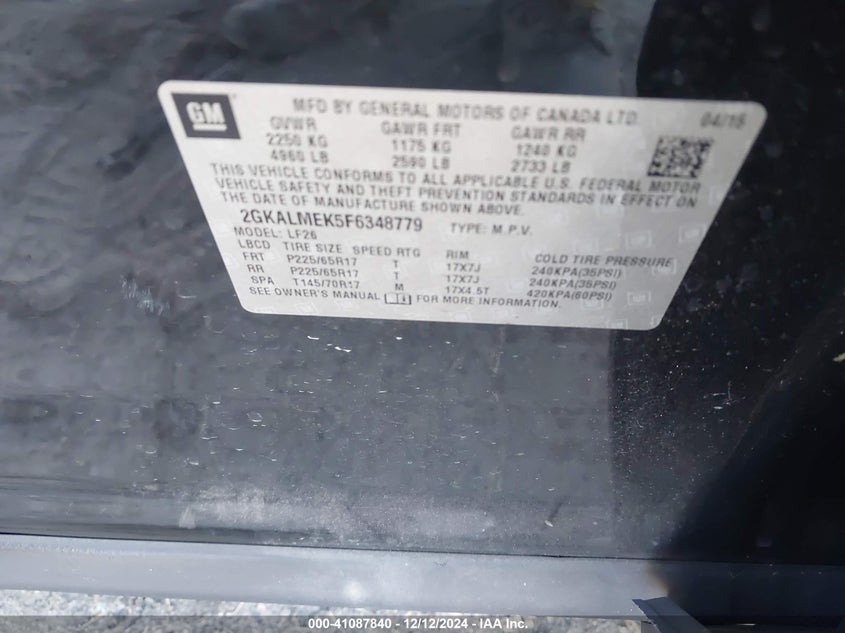 GM
MFD BY GENERAL MOTORS OF CANADA LTD. 04/15
GVWR GAWR FRT GAWR RR
2250 KG 1175 KG 1240 KG
4960 LB 2590 LB 2733 LB
THIS VEHICLE CONFORMS TO ALL APPLICABLE U.S. FEDERAL MOTOR
VEHICLE SAFETY AND THEFT PREVENTION STANDARDS IN EFFECT ON
THE DATE OF MANUFACTURE SHOWN ABOVE.
2GKALMEK5F6348779 TYPE: M.P.V.
MODEL: LF26
LBCD TIRE SIZE SPEED RTG RIM COLD TIRE PRESSURE
FRT P225/65R17 T 17X7J 240KPA(35PSI)
RR P225/65R17 T 17X7J 240KPA(35PSI)
SPA T145/70R17 M 17X4.5T 420KPA(60PSI)
SEE OWNER'S MANUAL FOR MORE INFORMATION.
000-41087840 - 12/12/2024 - IAA Inc.